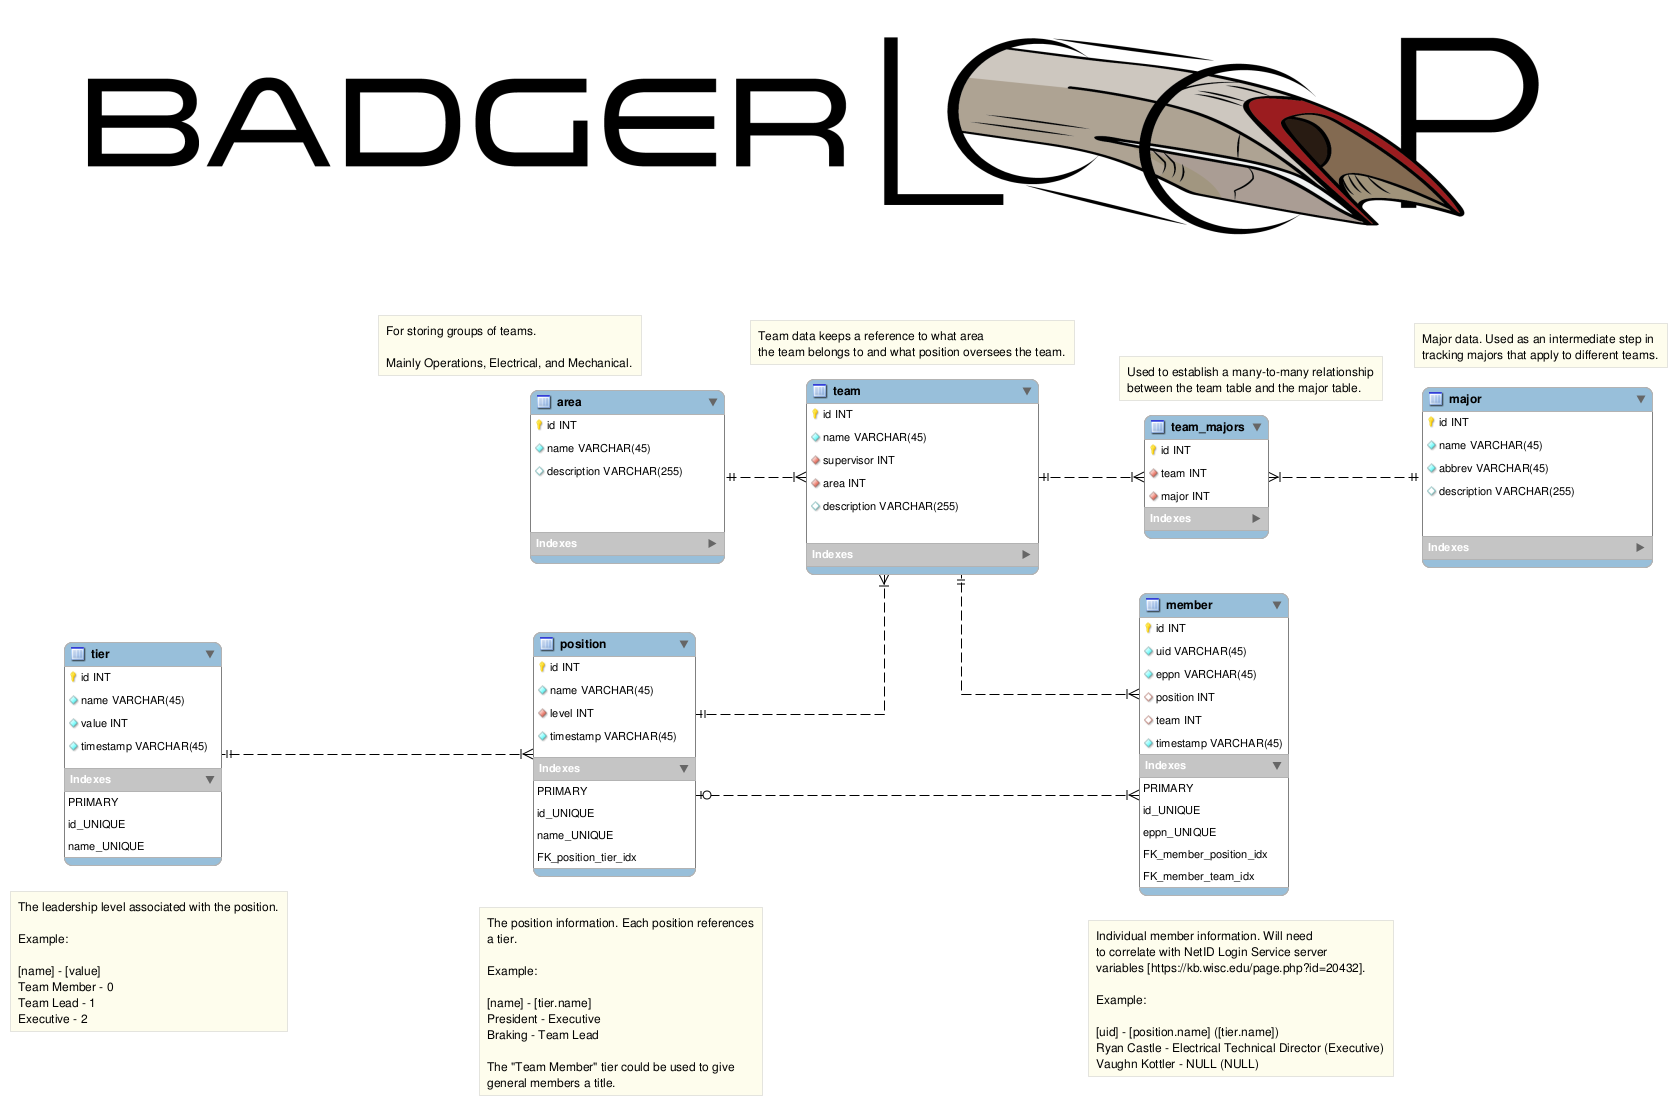 BADGER LOOP
For storing groups of teams.
Mainly Operations, Electrical, and Mechanical.
Team data keeps a reference to what area
the team belongs to and what position oversees the team.
Used to establish a many-to-many relationship
between the team table and the major table.
Major data. Used as an intermediate step in
tracking majors that apply to different teams.
area
id INT
name VARCHAR(45)
description VARCHAR(255)
Indexes
team
id INT
name VARCHAR(45)
supervisor INT
area INT
description VARCHAR(255)
Indexes
team_majors
id INT
team INT
major INT
Indexes
major
id INT
name VARCHAR(45)
abbrev VARCHAR(45)
description VARCHAR(255)
Indexes
tier
id INT
name VARCHAR(45)
value INT
timestamp VARCHAR(45)
Indexes
PRIMARY
id_UNIQUE
name_UNIQUE
position
id INT
name VARCHAR(45)
level INT
timestamp VARCHAR(45)
Indexes
PRIMARY
id_UNIQUE
name_UNIQUE
FK_position_tier_idx
member
id INT
uid VARCHAR(45)
eppn VARCHAR(45)
position INT
team INT
timestamp VARCHAR(45)
Indexes
PRIMARY
id_UNIQUE
eppn_UNIQUE
FK_member_position_idx
FK_member_team_idx
The leadership level associated with the position.
Example:
[name] - [value]
Team Member - 0
Team Lead - 1
Executive - 2
The position information. Each position references
a tier.
Example:
[name] - [tier.name]
President - Executive
Braking - Team Lead
The "Team Member" tier could be used to give
general members a title.
Individual member information. Will need
to correlate with NetID Login Service server
variables [https://kb.wisc.edu/page.php?id=20432].
Example:
[uid] - [position.name] ([tier.name])
Ryan Castle - Electrical Technical Director (Executive)
Vaughn Kottler - NULL (NULL)